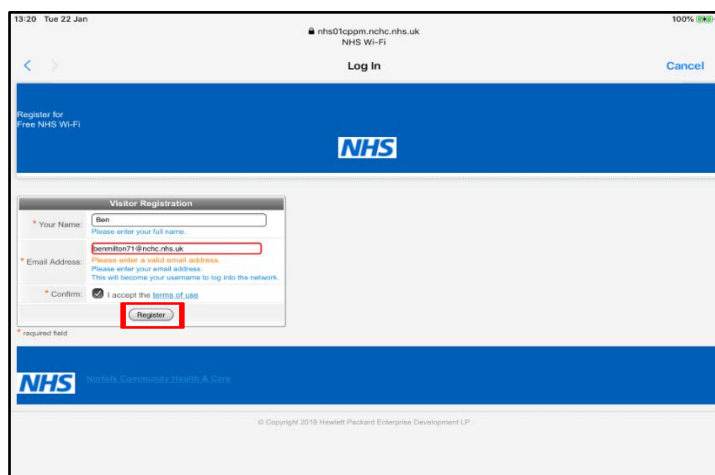 13:20 Tue 22 Jan
100%
nhs01cppm.nchc.nhs.uk
NHS Wi-Fi
Log In
Cancel
Register for
Free NHS Wi-Fi
NHS
Visitor Registration
* Your Name:
Ben
Please enter your full name.
* Email Address:
benmilton71@nchc.nhs.uk
Please enter a valid email address.
Please enter your email address.
This will become your username to log into the network.
* Confirm:
I accept the terms of use
Register
* required field
NHS
Norfolk Community Health & Care
© Copyright 2019 Hewlett Packard Enterprise Development LP